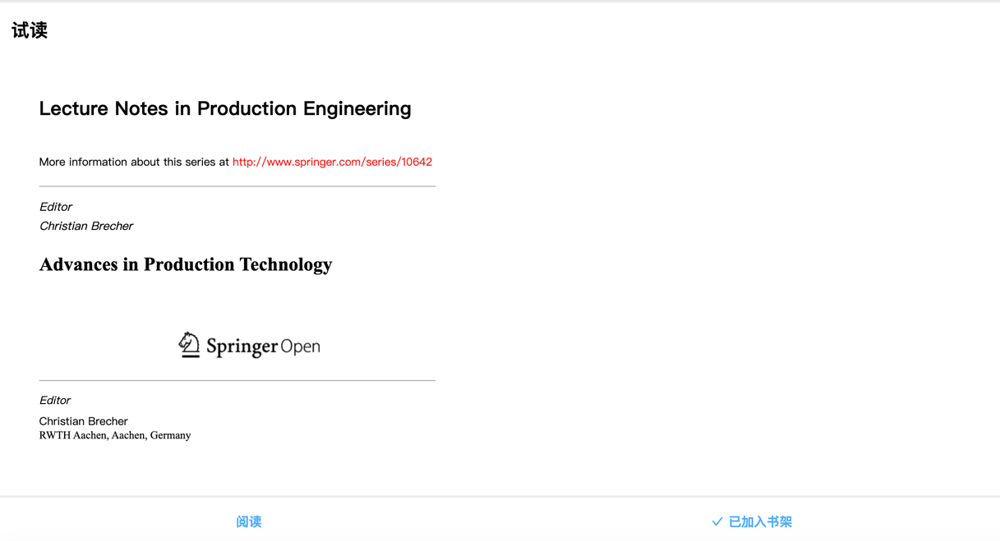 试读
Lecture Notes in Production Engineering
More information about this series at http://www.springer.com/series/10642
Editor
Christian Brecher
Advances in Production Technology
Springer Open
Editor
Christian Brecher
RWTH Aachen, Aachen, Germany
阅读
已加入书架